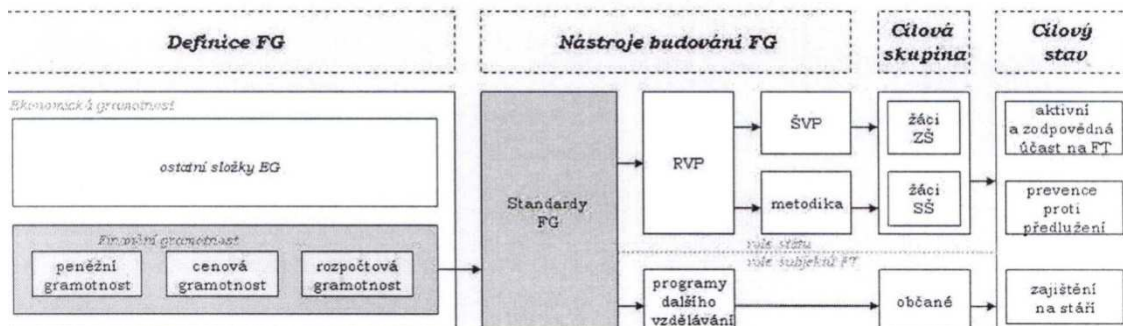 Definice FG
Nástroje budování FG
Cílová
skupina
Cílový
stav
Ekonomická gramotnost
ostatní složky EG
Finanční gramotnost
peněžní
gramotnost
cenová
gramotnost
rozpočtová
gramotnost
Standardy
FG
RVP
ŠVP
metodika
role státu
role subjektů FT
programy
dalšího
vzdělávání
žáci
ZŠ
žáci
SŠ
občané
aktivní
a zodpovědná
účast na FT
prevence
proti
předlužení
zajištění
na stáří